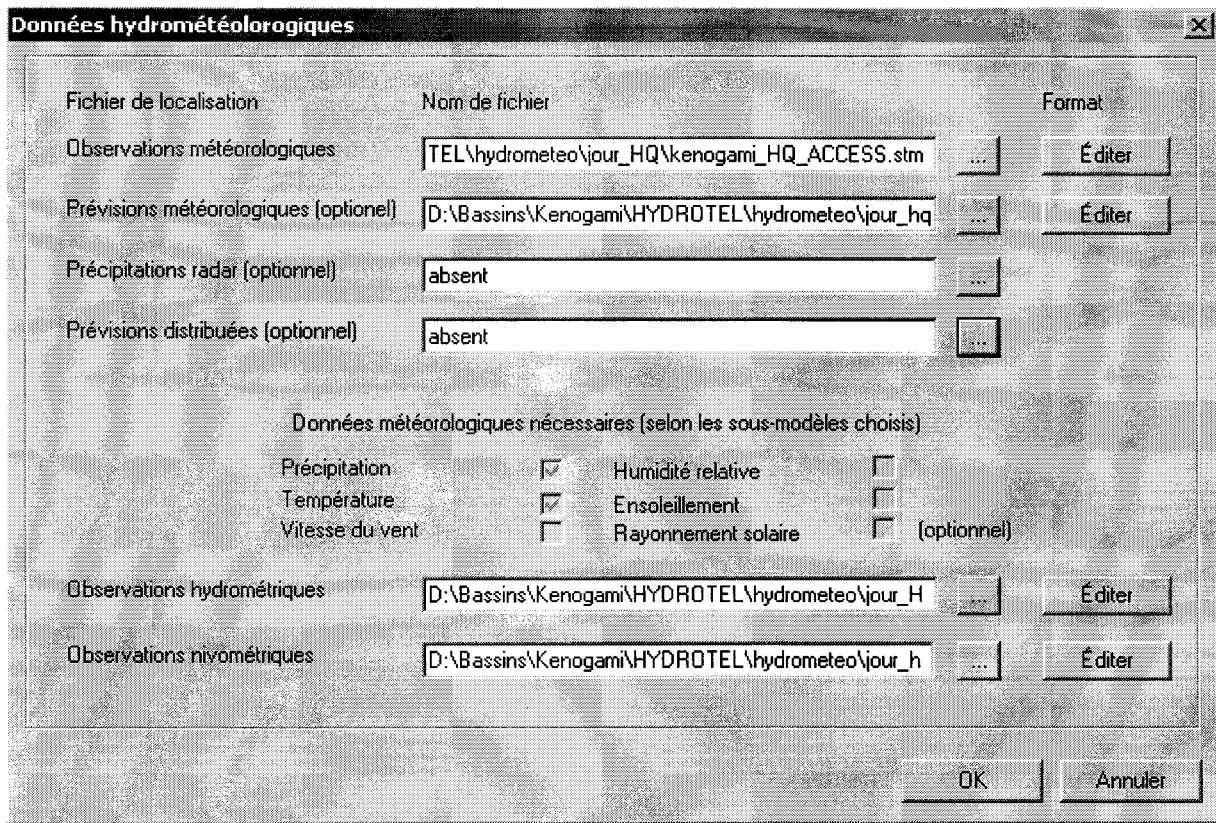 Données hydrométéolorogiques
Fichier de localisation Nom de fichier Format
Observations météorologiques TEL\hydrometeo\jour_HQ\kenogami_HQ_ACCESS.stm ... Éditer
Prévisions météorologiques (optionel) D:\Bassins\Kenogami\HYDROTEL\hydrometeo\jour_hq ... Éditer
Précipitations radar (optionnel) absent ...
Prévisions distribuées (optionnel) absent ...
Données météorologiques nécessaires (selon les sous-modèles choisis)
Précipitation Humidité relative
Température Ensoleillement
Vitesse du vent Rayonnement solaire (optionnel)
Observations hydrométriques D:\Bassins\Kenogami\HYDROTEL\hydrometeo\jour_H ... Éditer
Observations nivométriques D:\Bassins\Kenogami\HYDROTEL\hydrometeo\jour_h ... Éditer
OK Annuler